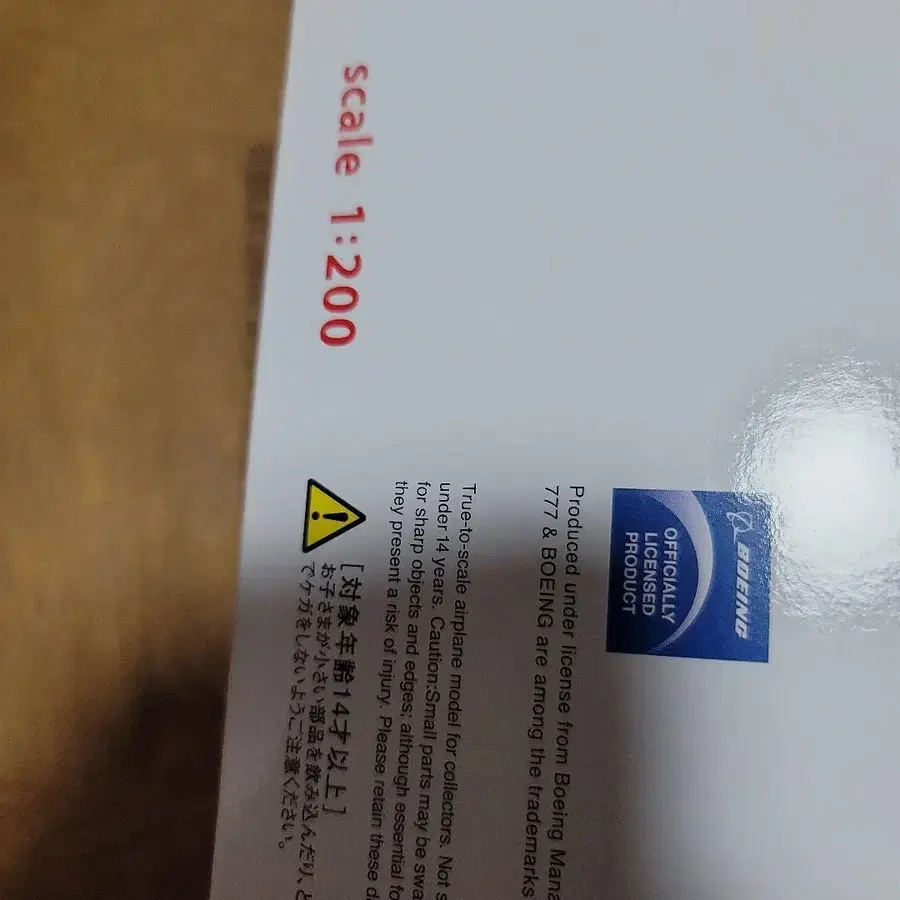 scale 1:200
BOEING
OFFICIALLY
LICENSED
PRODUCT
Produced under license from Boeing
777 & BOEING are among the trademarks
True-to-scale airplane model for collectors. Not
under 14 years. Caution:Small parts may be
for sharp objects and edges; although essential
they present a risk of injury. Please retain these
[対象年齢14才以上]
お子さまが小さい部品を飲み込んだり、
でケガをしないようご注意ください。